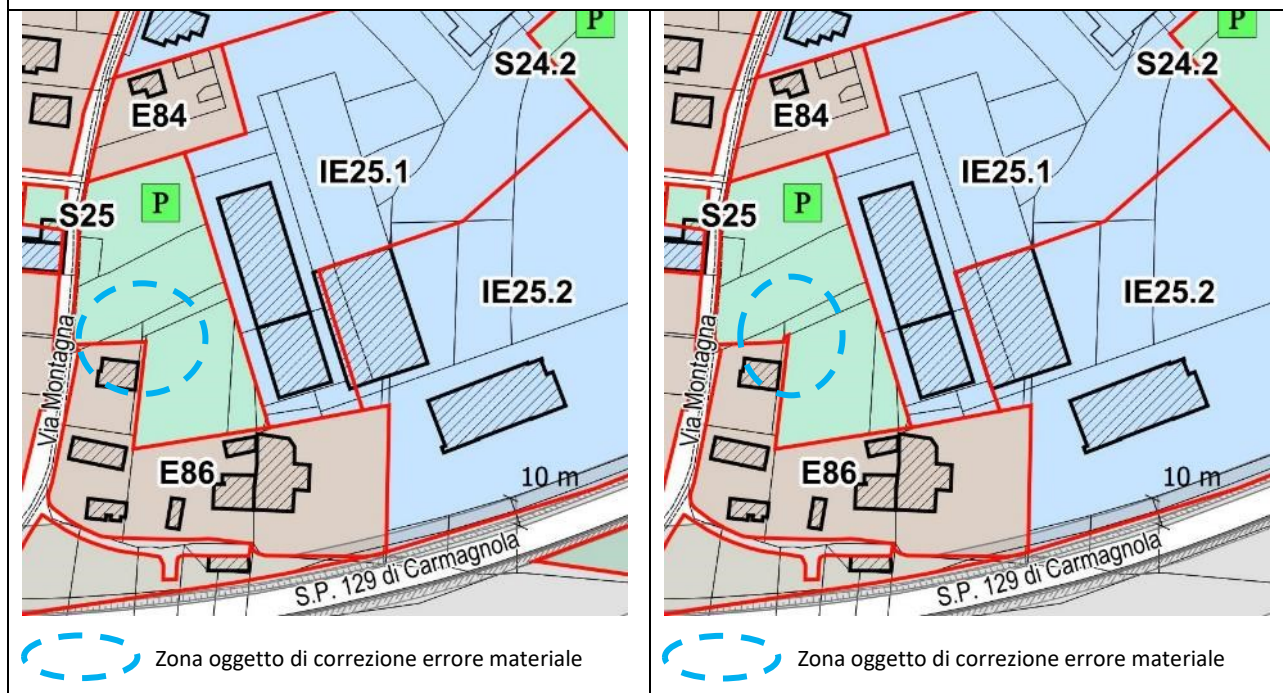 P
S24.2
E84
IE25.1
P
S25
IE25.2
Via Montagna
E86
10 m
S.P. 129 di Carmagnola
Zona oggetto di correzione errore materiale
P
S24.2
E84
IE25.1
P
S25
IE25.2
Via Montagna
E86
10 m
S.P. 129 di Carmagnola
Zona oggetto di correzione errore materiale